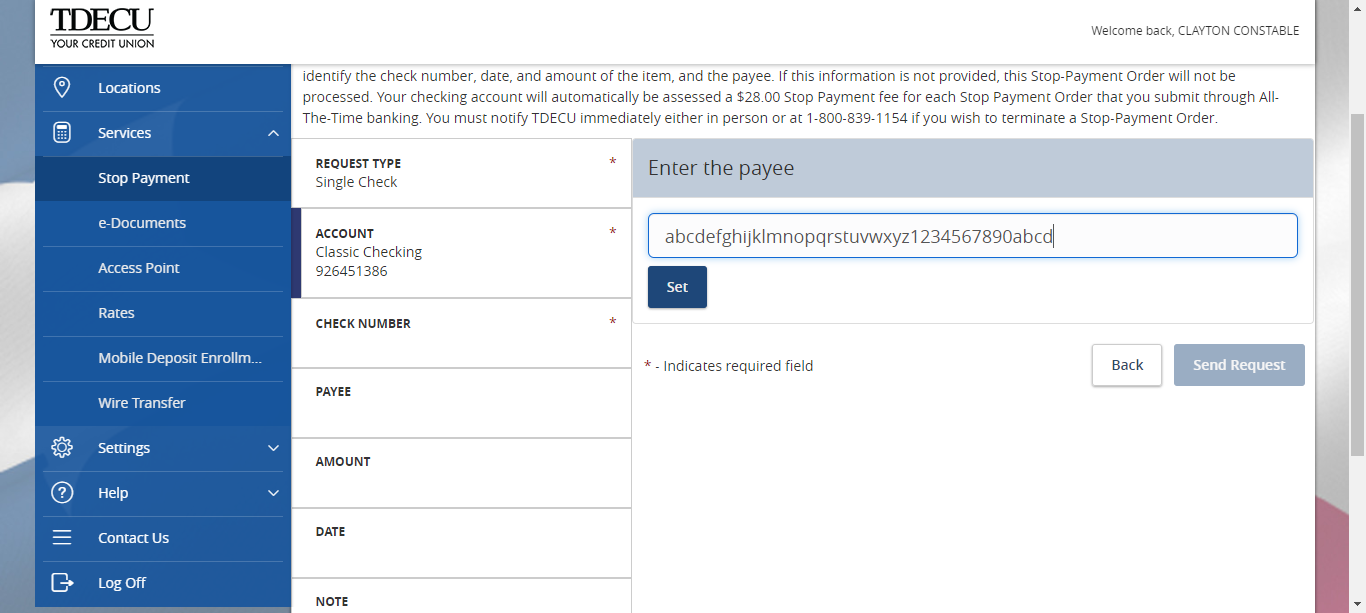 TDECU
YOUR CREDIT UNION
Welcome back, CLAYTON CONSTABLE
Locations
Services
Stop Payment
e-Documents
Access Point
Rates
Mobile Deposit Enrollm...
Wire Transfer
Settings
Help
Contact Us
Log Off
identify the check number, date, and amount of the item, and the payee. If this information is not provided, this Stop-Payment Order will not be
processed. Your checking account will automatically be assessed a $28.00 Stop Payment fee for each Stop Payment Order that you submit through All-
The-Time banking. You must notify TDECU immediately either in person or at 1-800-839-1154 if you wish to terminate a Stop-Payment Order.
REQUEST TYPE *
Single Check
ACCOUNT *
Classic Checking
926451386
CHECK NUMBER *
PAYEE
AMOUNT
DATE
NOTE
Enter the payee
abcdefghijklmnopqrstuvwxyz1234567890abcd
Set
* - Indicates required field
Back
Send Request